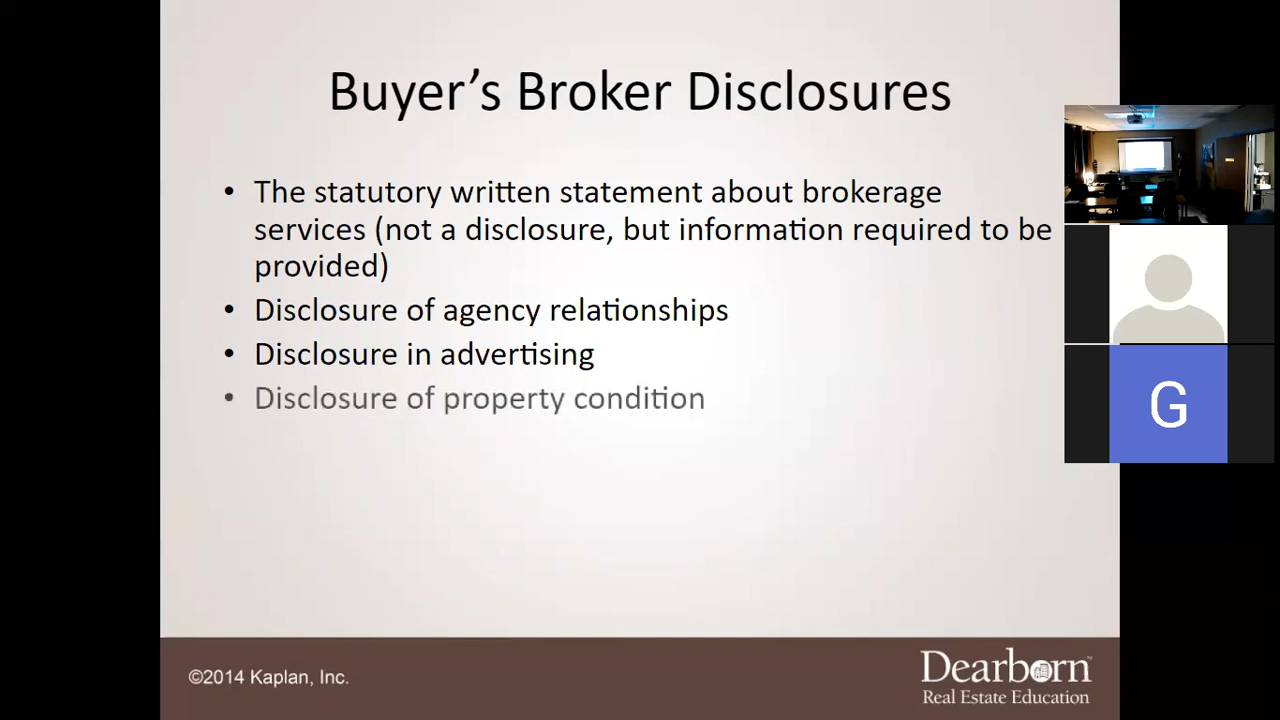 Buyer's Broker Disclosures
• The statutory written statement about brokerage
services (not a disclosure, but information required to be
provided)
• Disclosure of agency relationships
• Disclosure in advertising
• Disclosure of property condition
G
©2014 Kaplan, Inc.
Dearborn™
Real Estate Education